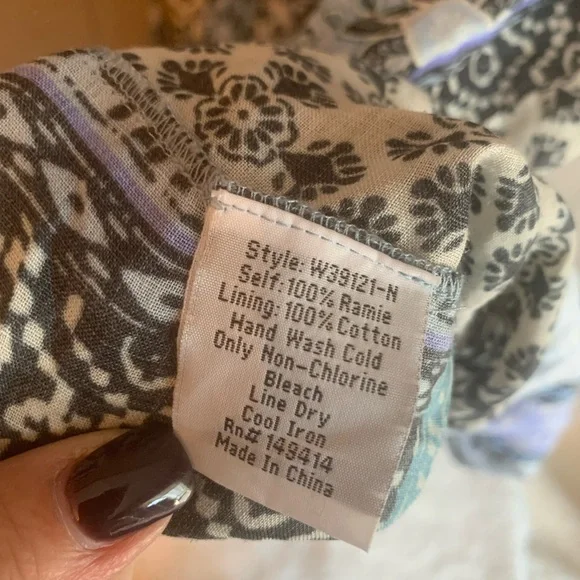 Style: W39121-N
Self: 100% Ramie
Lining: 100% Cotton
Hand Wash Cold
Only Non-Chlorine
Bleach
Line Dry
Cool Iron
Rn# 149414
Made In China